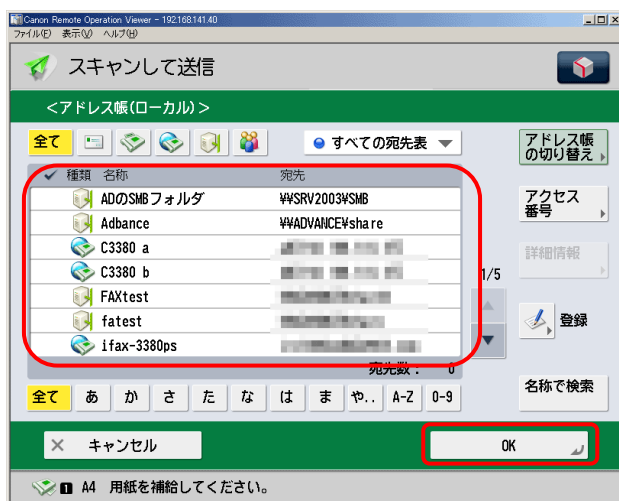 Canon Remote Operation Viewer - 192.168.141.40
ファイル(F) 表示(V) ヘルプ(H)
スキャンして送信
<アドレス帳(ローカル)>
全て
すべての宛先表
アドレス帳
の切り替え
種類 名称 宛先
ADのSMBフォルダ ¥¥SRV2003¥SMB
Adbance ¥¥ADVANCE¥share
C3380 a
C3380 b
FAXtest
fatest
ifax-3380ps
アクセス
番号
詳細情報
1/5
登録
宛先数: 0
名称で検索
全て あ か さ た な は ま や.. A-Z 0-9
キャンセル
OK
1 A4 用紙を補給してください。